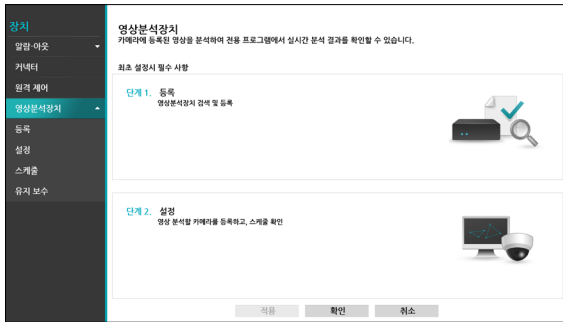 장치
알람-아웃
커넥터
원격 제어
영상분석장치
등록
설정
스케줄
유지 보수
영상분석장치
카메라에 등록된 영상을 분석하여 전용 프로그램에서 실시간 분석 결과를 확인할 수 있습니다.
최초 설정시 필수 사항
단계 1. 등록
영상분석장치 검색 및 등록
단계 2. 설정
영상 분석할 카메라를 등록하고, 스케줄 확인
적용 확인 취소